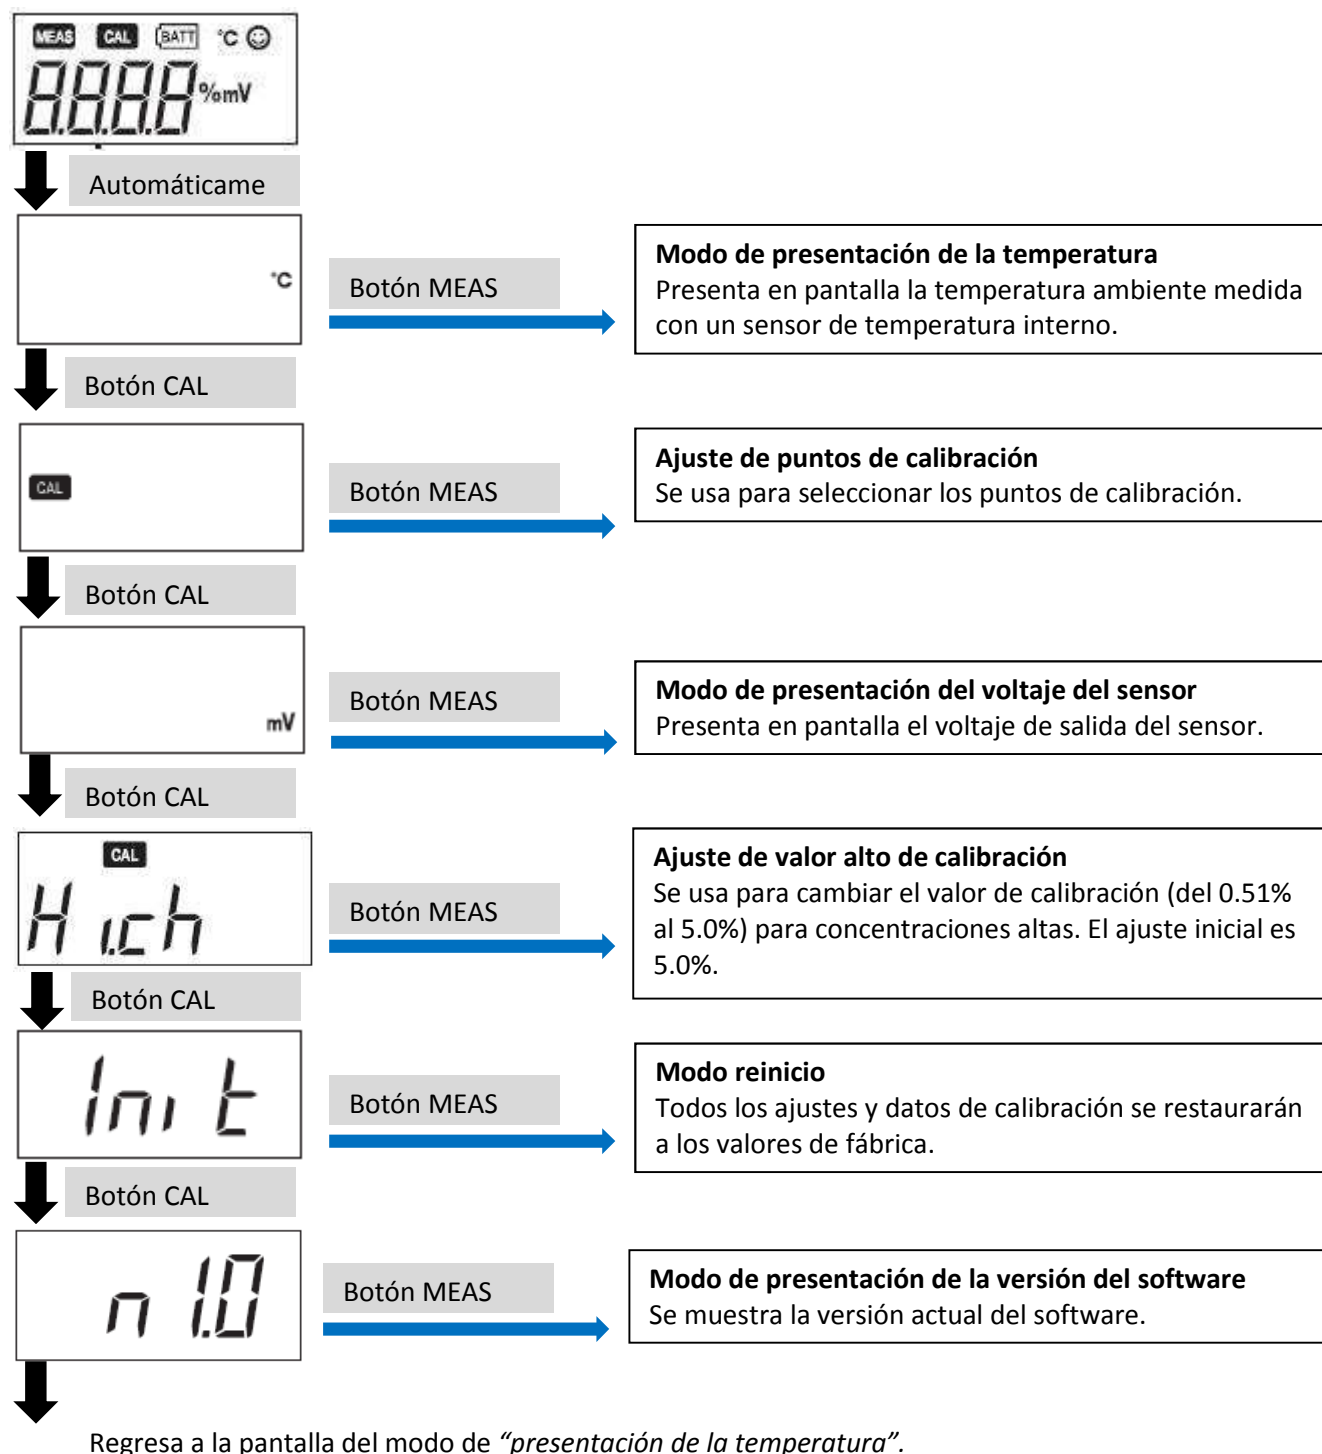 MEAS CAL BATT °C
8.8.8.8 %mV
Automáticame
°C
Botón MEAS
Modo de presentación de la temperatura
Presenta en pantalla la temperatura ambiente medida
con un sensor de temperatura interno.
Botón CAL
CAL
Botón MEAS
Ajuste de puntos de calibración
Se usa para seleccionar los puntos de calibración.
Botón CAL
mV
Botón MEAS
Modo de presentación del voltaje del sensor
Presenta en pantalla el voltaje de salida del sensor.
Botón CAL
CAL
Hi.ch
Botón MEAS
Ajuste de valor alto de calibración
Se usa para cambiar el valor de calibración (del 0.51%
al 5.0%) para concentraciones altas. El ajuste inicial es
5.0%.
Botón CAL
Init
Botón MEAS
Modo reinicio
Todos los ajustes y datos de calibración se restaurarán
a los valores de fábrica.
Botón CAL
n 1.0
Botón MEAS
Modo de presentación de la versión del software
Se muestra la versión actual del software.
Regresa a la pantalla del modo de “presentación de la temperatura”.